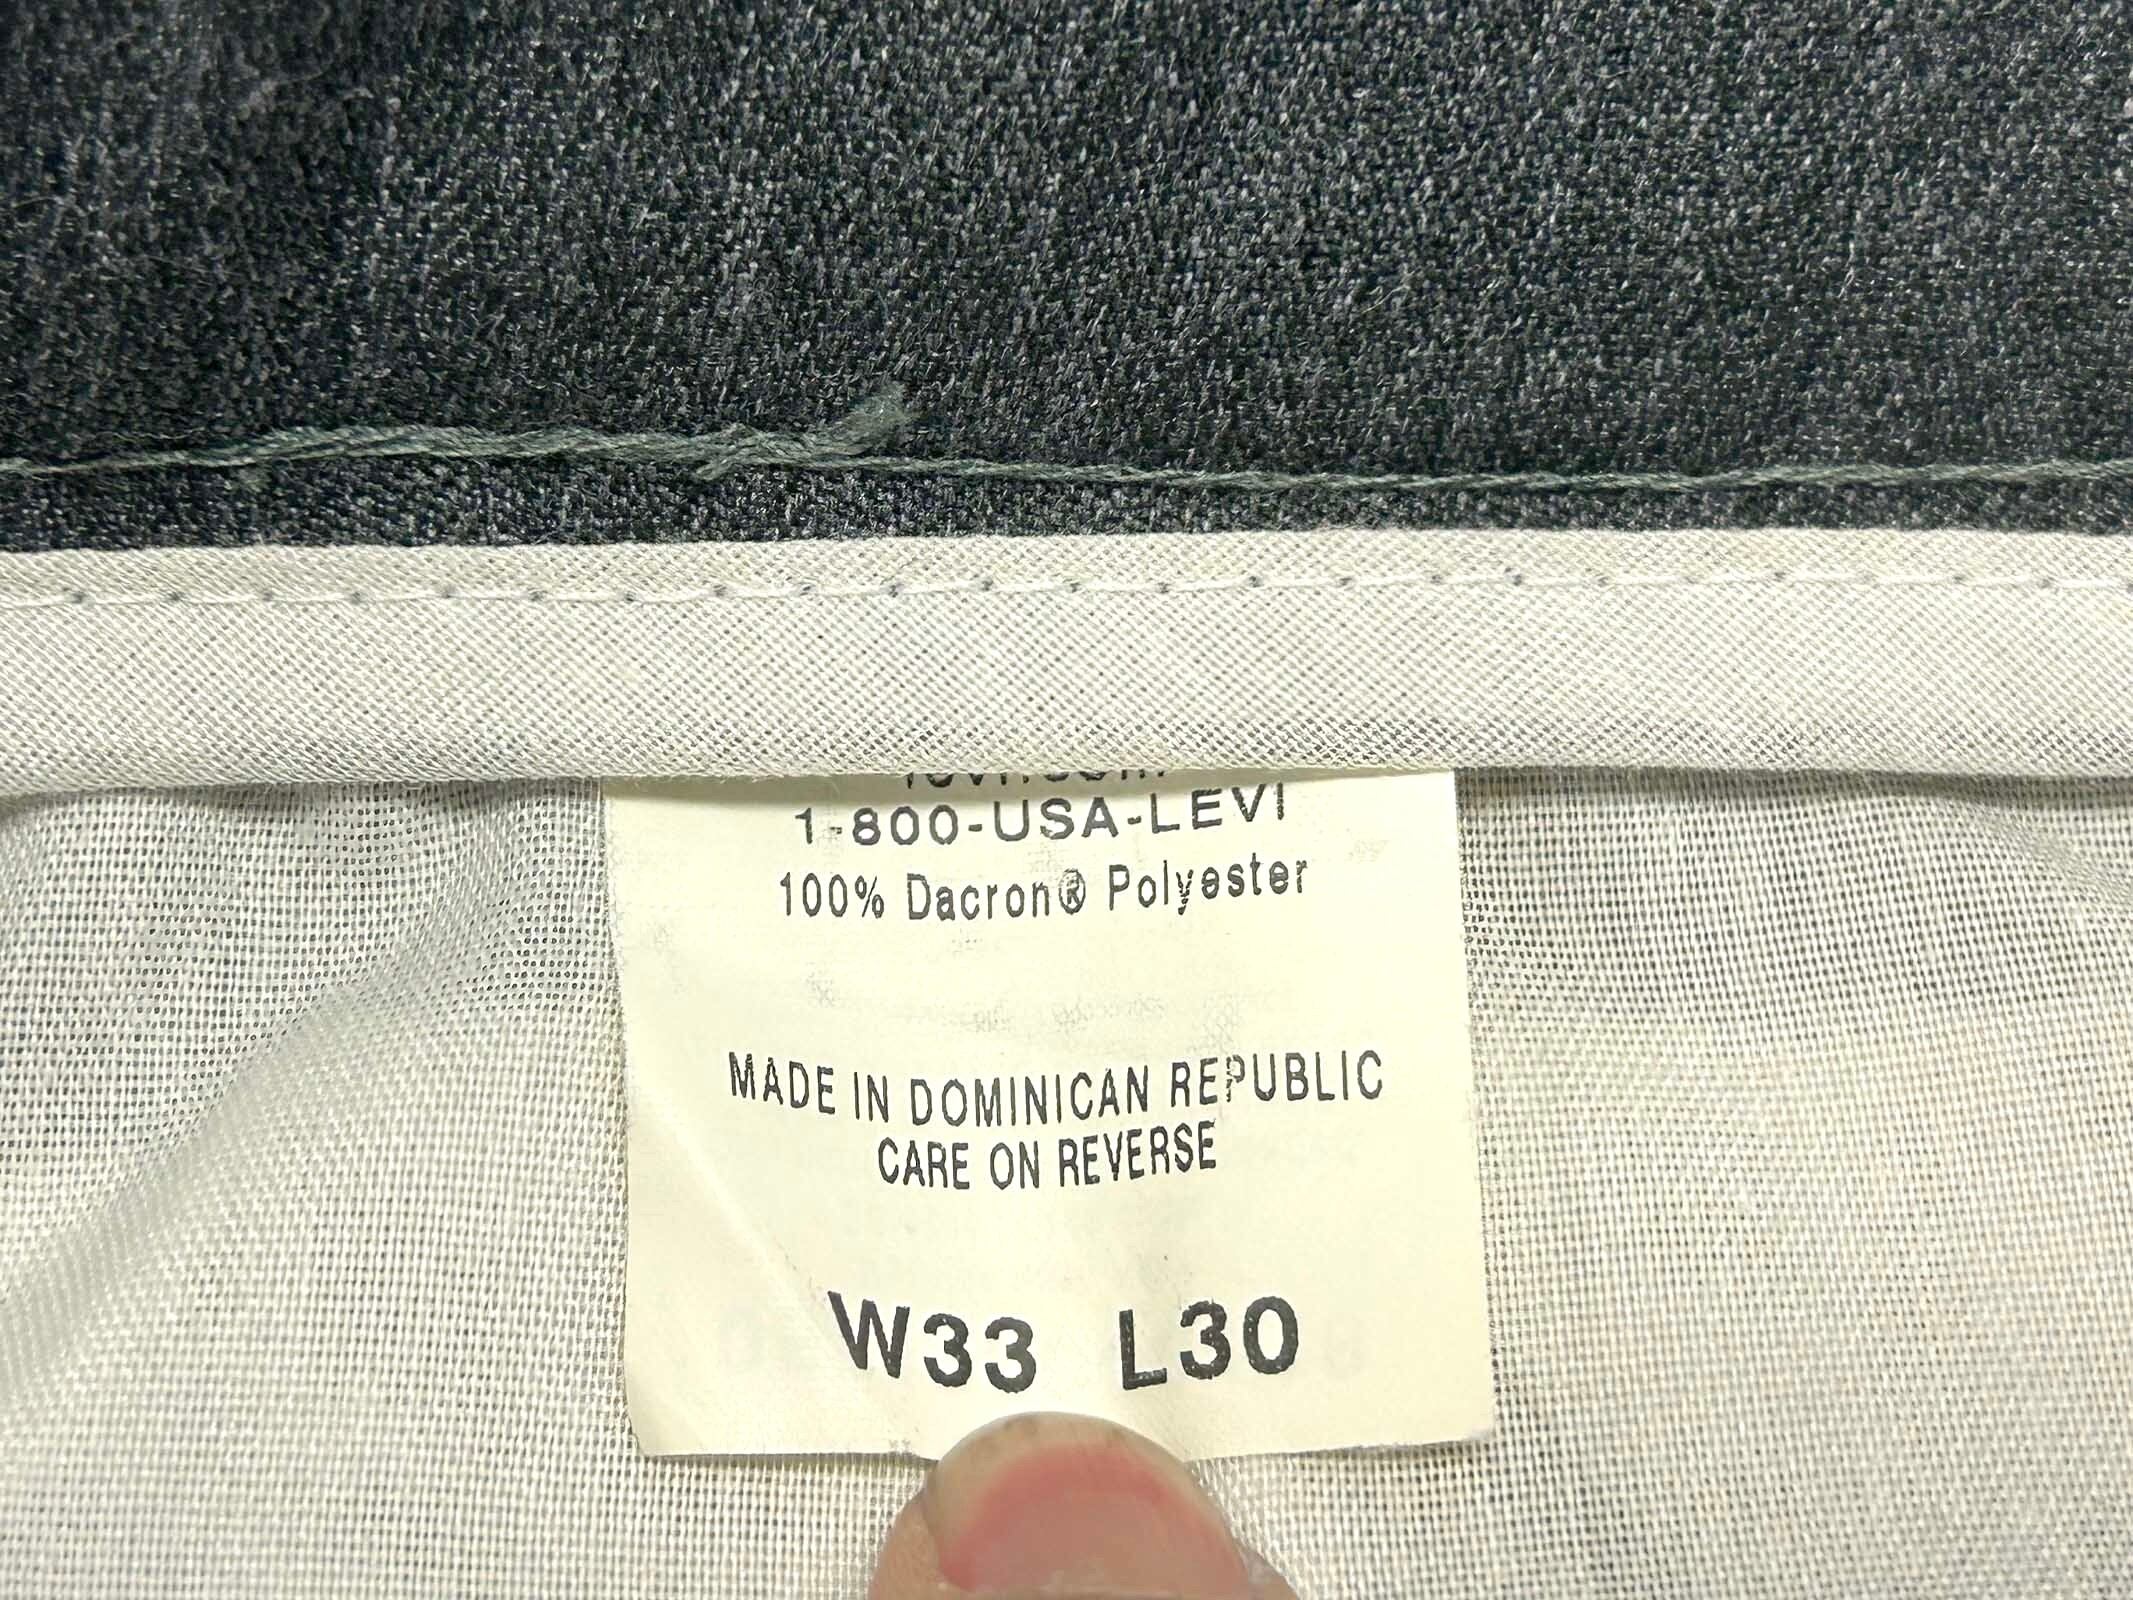 1-800-USA-LEVI
100% Dacron® Polyester
MADE IN DOMINICAN REPUBLIC
CARE ON REVERSE
W33 L30